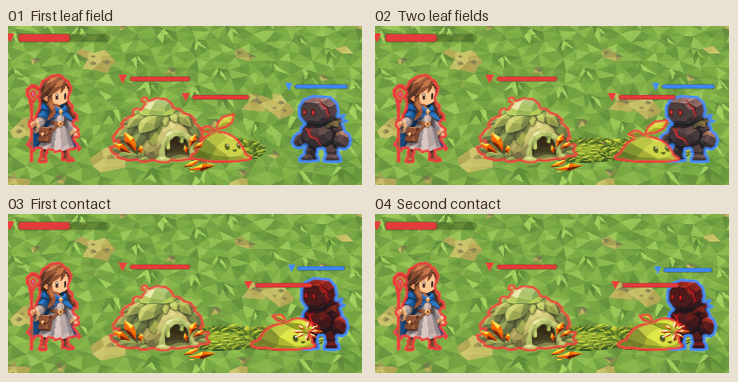 01 First leaf field
02 Two leaf fields
03 First contact
04 Second contact